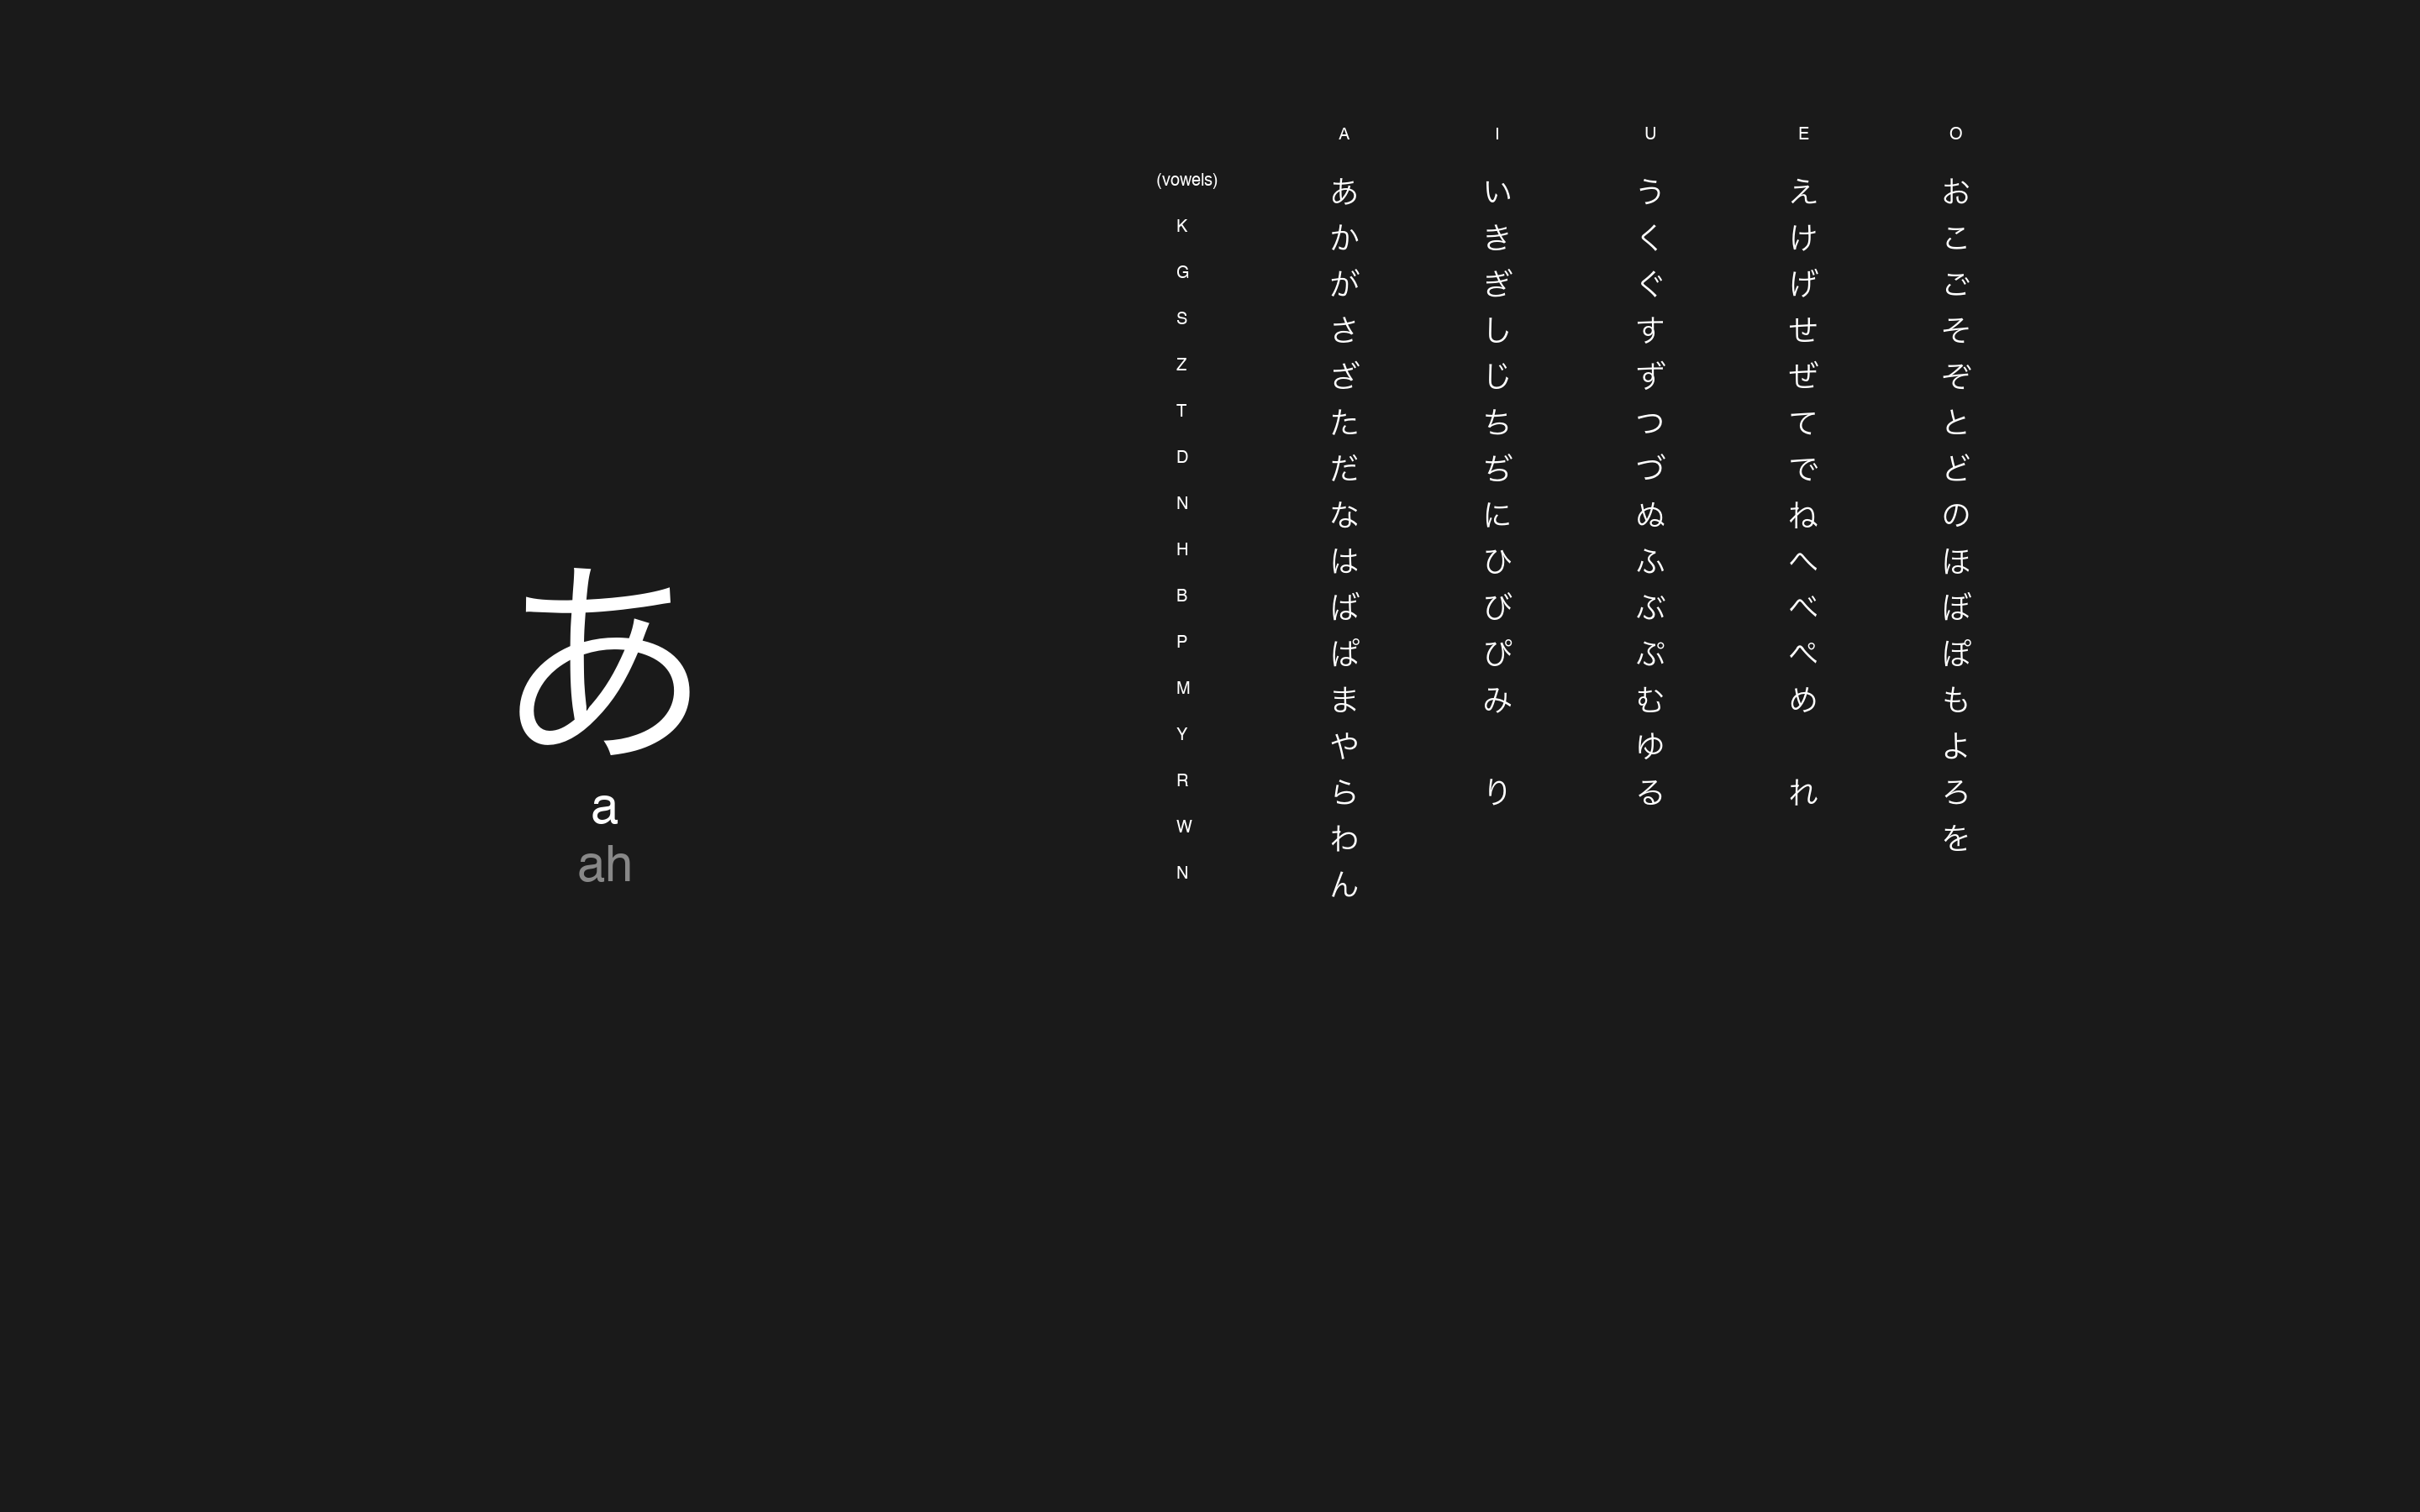 あ
a
ah
A I U E O
(vowels) あ い う え お
K か き く け こ
G が ぎ ぐ げ ご
S さ し す せ そ
Z ざ じ ず ぜ ぞ
T た ち つ て と
D だ ぢ づ で ど
N な に ぬ ね の
H は ひ ふ へ ほ
B ば び ぶ べ ぼ
P ぱ ぴ ぷ ぺ ぽ
M ま み む め も
Y や ゆ よ
R ら り る れ ろ
W わ を
N ん